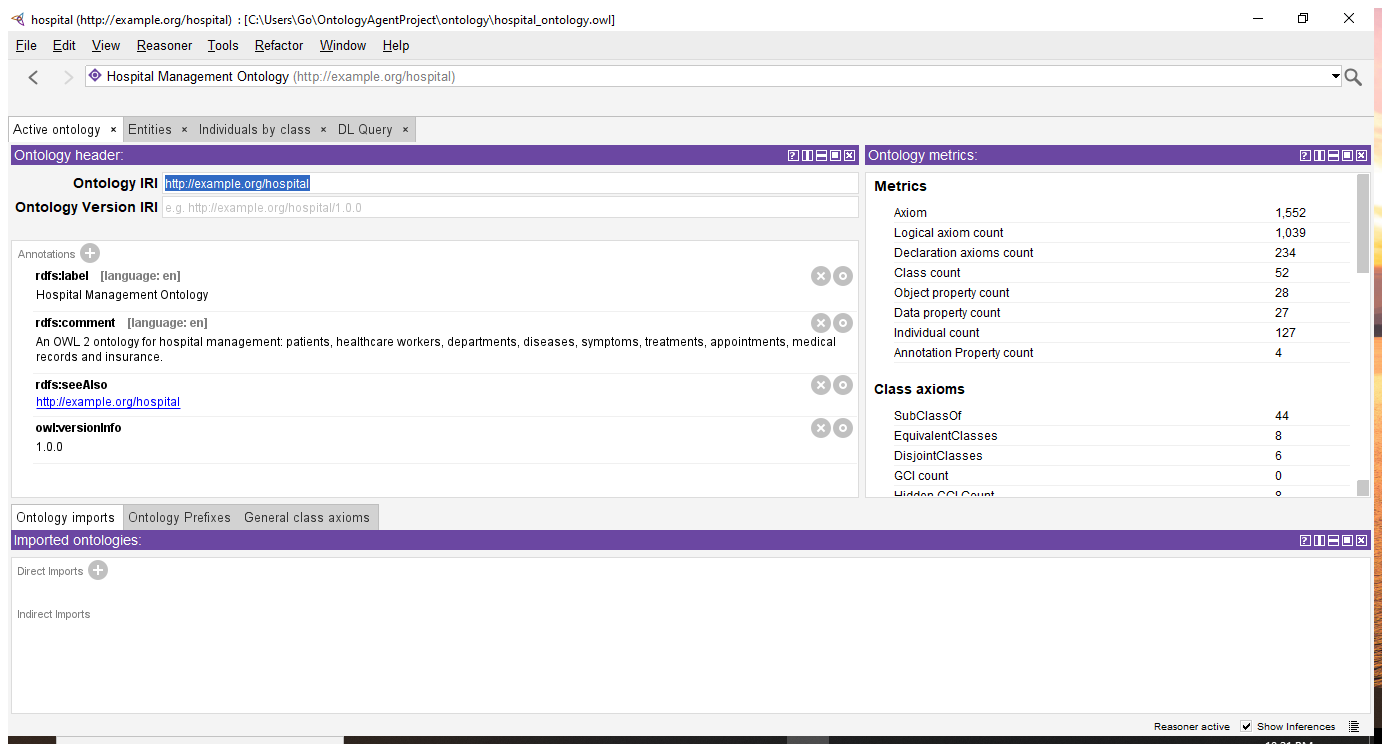 hospital (http://example.org/hospital) : [C:\Users\Go\OntologyAgentProject\ontology\hospital_ontology.owl]
File Edit View Reasoner Tools Refactor Window Help
Hospital Management Ontology (http://example.org/hospital)
Active ontology × Entities × Individuals by class × DL Query ×
Ontology header:
Ontology IRI http://example.org/hospital
Ontology Version IRI e.g. http://example.org/hospital/1.0.0
Annotations
rdfs:label [language: en]
Hospital Management Ontology
rdfs:comment [language: en]
An OWL 2 ontology for hospital management: patients, healthcare workers, departments, diseases, symptoms, treatments, appointments, medical
records and insurance.
rdfs:seeAlso
http://example.org/hospital
owl:versionInfo
1.0.0
Ontology metrics:
Metrics
Axiom 1,552
Logical axiom count 1,039
Declaration axioms count 234
Class count 52
Object property count 28
Data property count 27
Individual count 127
Annotation Property count 4
Class axioms
SubClassOf 44
EquivalentClasses 8
DisjointClasses 6
GCI count 0
Hidden GCI Count 8
Ontology imports Ontology Prefixes General class axioms
Imported ontologies:
Direct Imports
Indirect Imports
Reasoner active Show Inferences